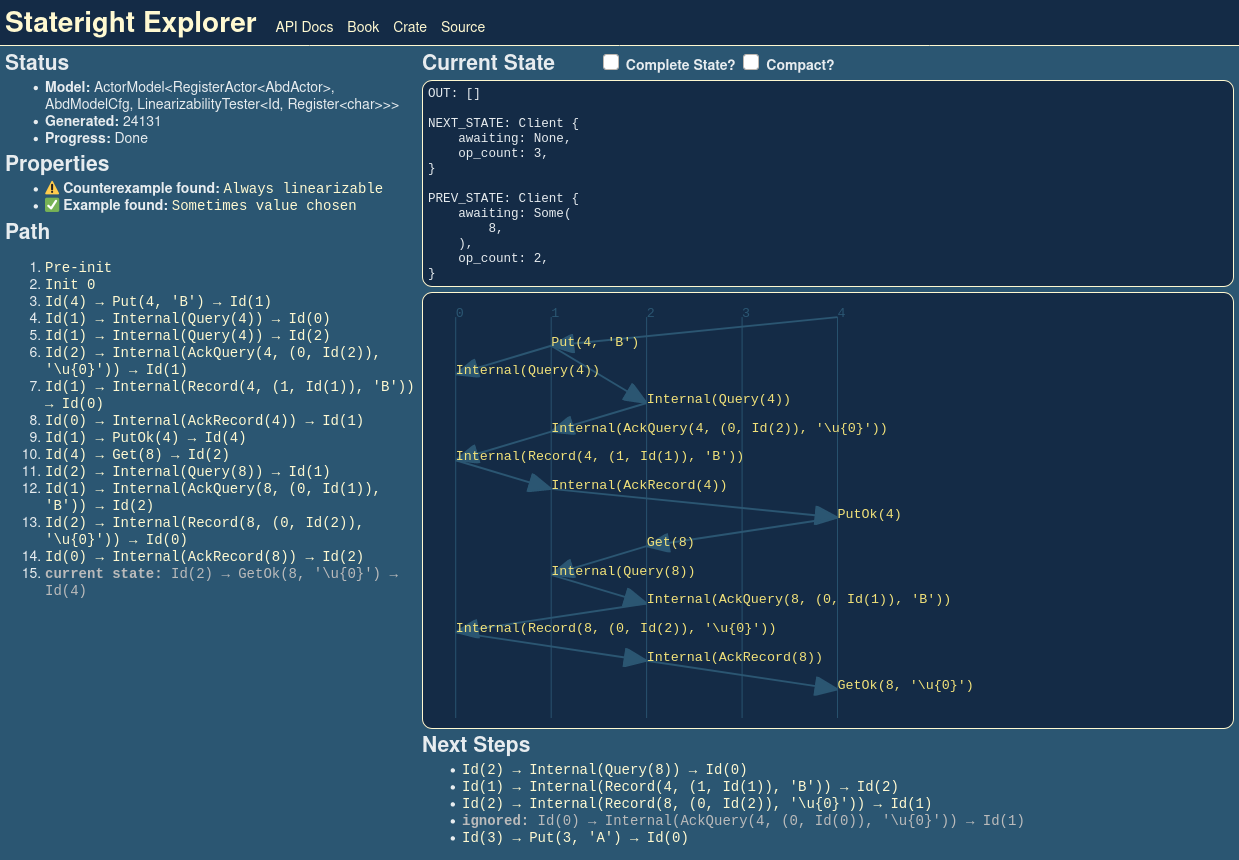 Stateright Explorer API Docs Book Crate Source
Status
Model: ActorModel<RegisterActor<AbdActor>,
AbdModelCfg, LinearizabilityTester<Id, Register<char>>>
Generated: 24131
Progress: Done
Properties
⚠️ Counterexample found: Always linearizable
✅ Example found: Sometimes value chosen
Path
1. Pre-init
2. Init 0
3. Id(4) → Put(4, 'B') → Id(1)
4. Id(1) → Internal(Query(4)) → Id(0)
5. Id(1) → Internal(Query(4)) → Id(2)
6. Id(2) → Internal(AckQuery(4, (0, Id(2)),
'\u{0}')) → Id(1)
7. Id(1) → Internal(Record(4, (1, Id(1)), 'B'))
→ Id(0)
8. Id(0) → Internal(AckRecord(4)) → Id(1)
9. Id(1) → PutOk(4) → Id(4)
10. Id(4) → Get(8) → Id(2)
11. Id(2) → Internal(Query(8)) → Id(1)
12. Id(1) → Internal(AckQuery(8, (0, Id(1)),
'B')) → Id(2)
13. Id(2) → Internal(Record(8, (0, Id(2)),
'\u{0}')) → Id(0)
14. Id(0) → Internal(AckRecord(8)) → Id(2)
15. current state: Id(2) → GetOk(8, '\u{0}') →
Id(4)
Current State Complete State? Compact?
OUT: []
NEXT_STATE: Client {
awaiting: None,
op_count: 3,
}
PREV_STATE: Client {
awaiting: Some(
8,
),
op_count: 2,
}
0 1 2 3 4
Put(4, 'B')
Internal(Query(4))
Internal(Query(4))
Internal(AckQuery(4, (0, Id(2)), '\u{0}'))
Internal(Record(4, (1, Id(1)), 'B'))
Internal(AckRecord(4))
PutOk(4)
Get(8)
Internal(Query(8))
Internal(AckQuery(8, (0, Id(1)), 'B'))
Internal(Record(8, (0, Id(2)), '\u{0}'))
Internal(AckRecord(8))
GetOk(8, '\u{0}')
Next Steps
Id(2) → Internal(Query(8)) → Id(0)
Id(1) → Internal(Record(4, (1, Id(1)), 'B')) → Id(2)
Id(2) → Internal(Record(8, (0, Id(2)), '\u{0}')) → Id(1)
ignored: Id(0) → Internal(AckQuery(4, (0, Id(0)), '\u{0}')) → Id(1)
Id(3) → Put(3, 'A') → Id(0)